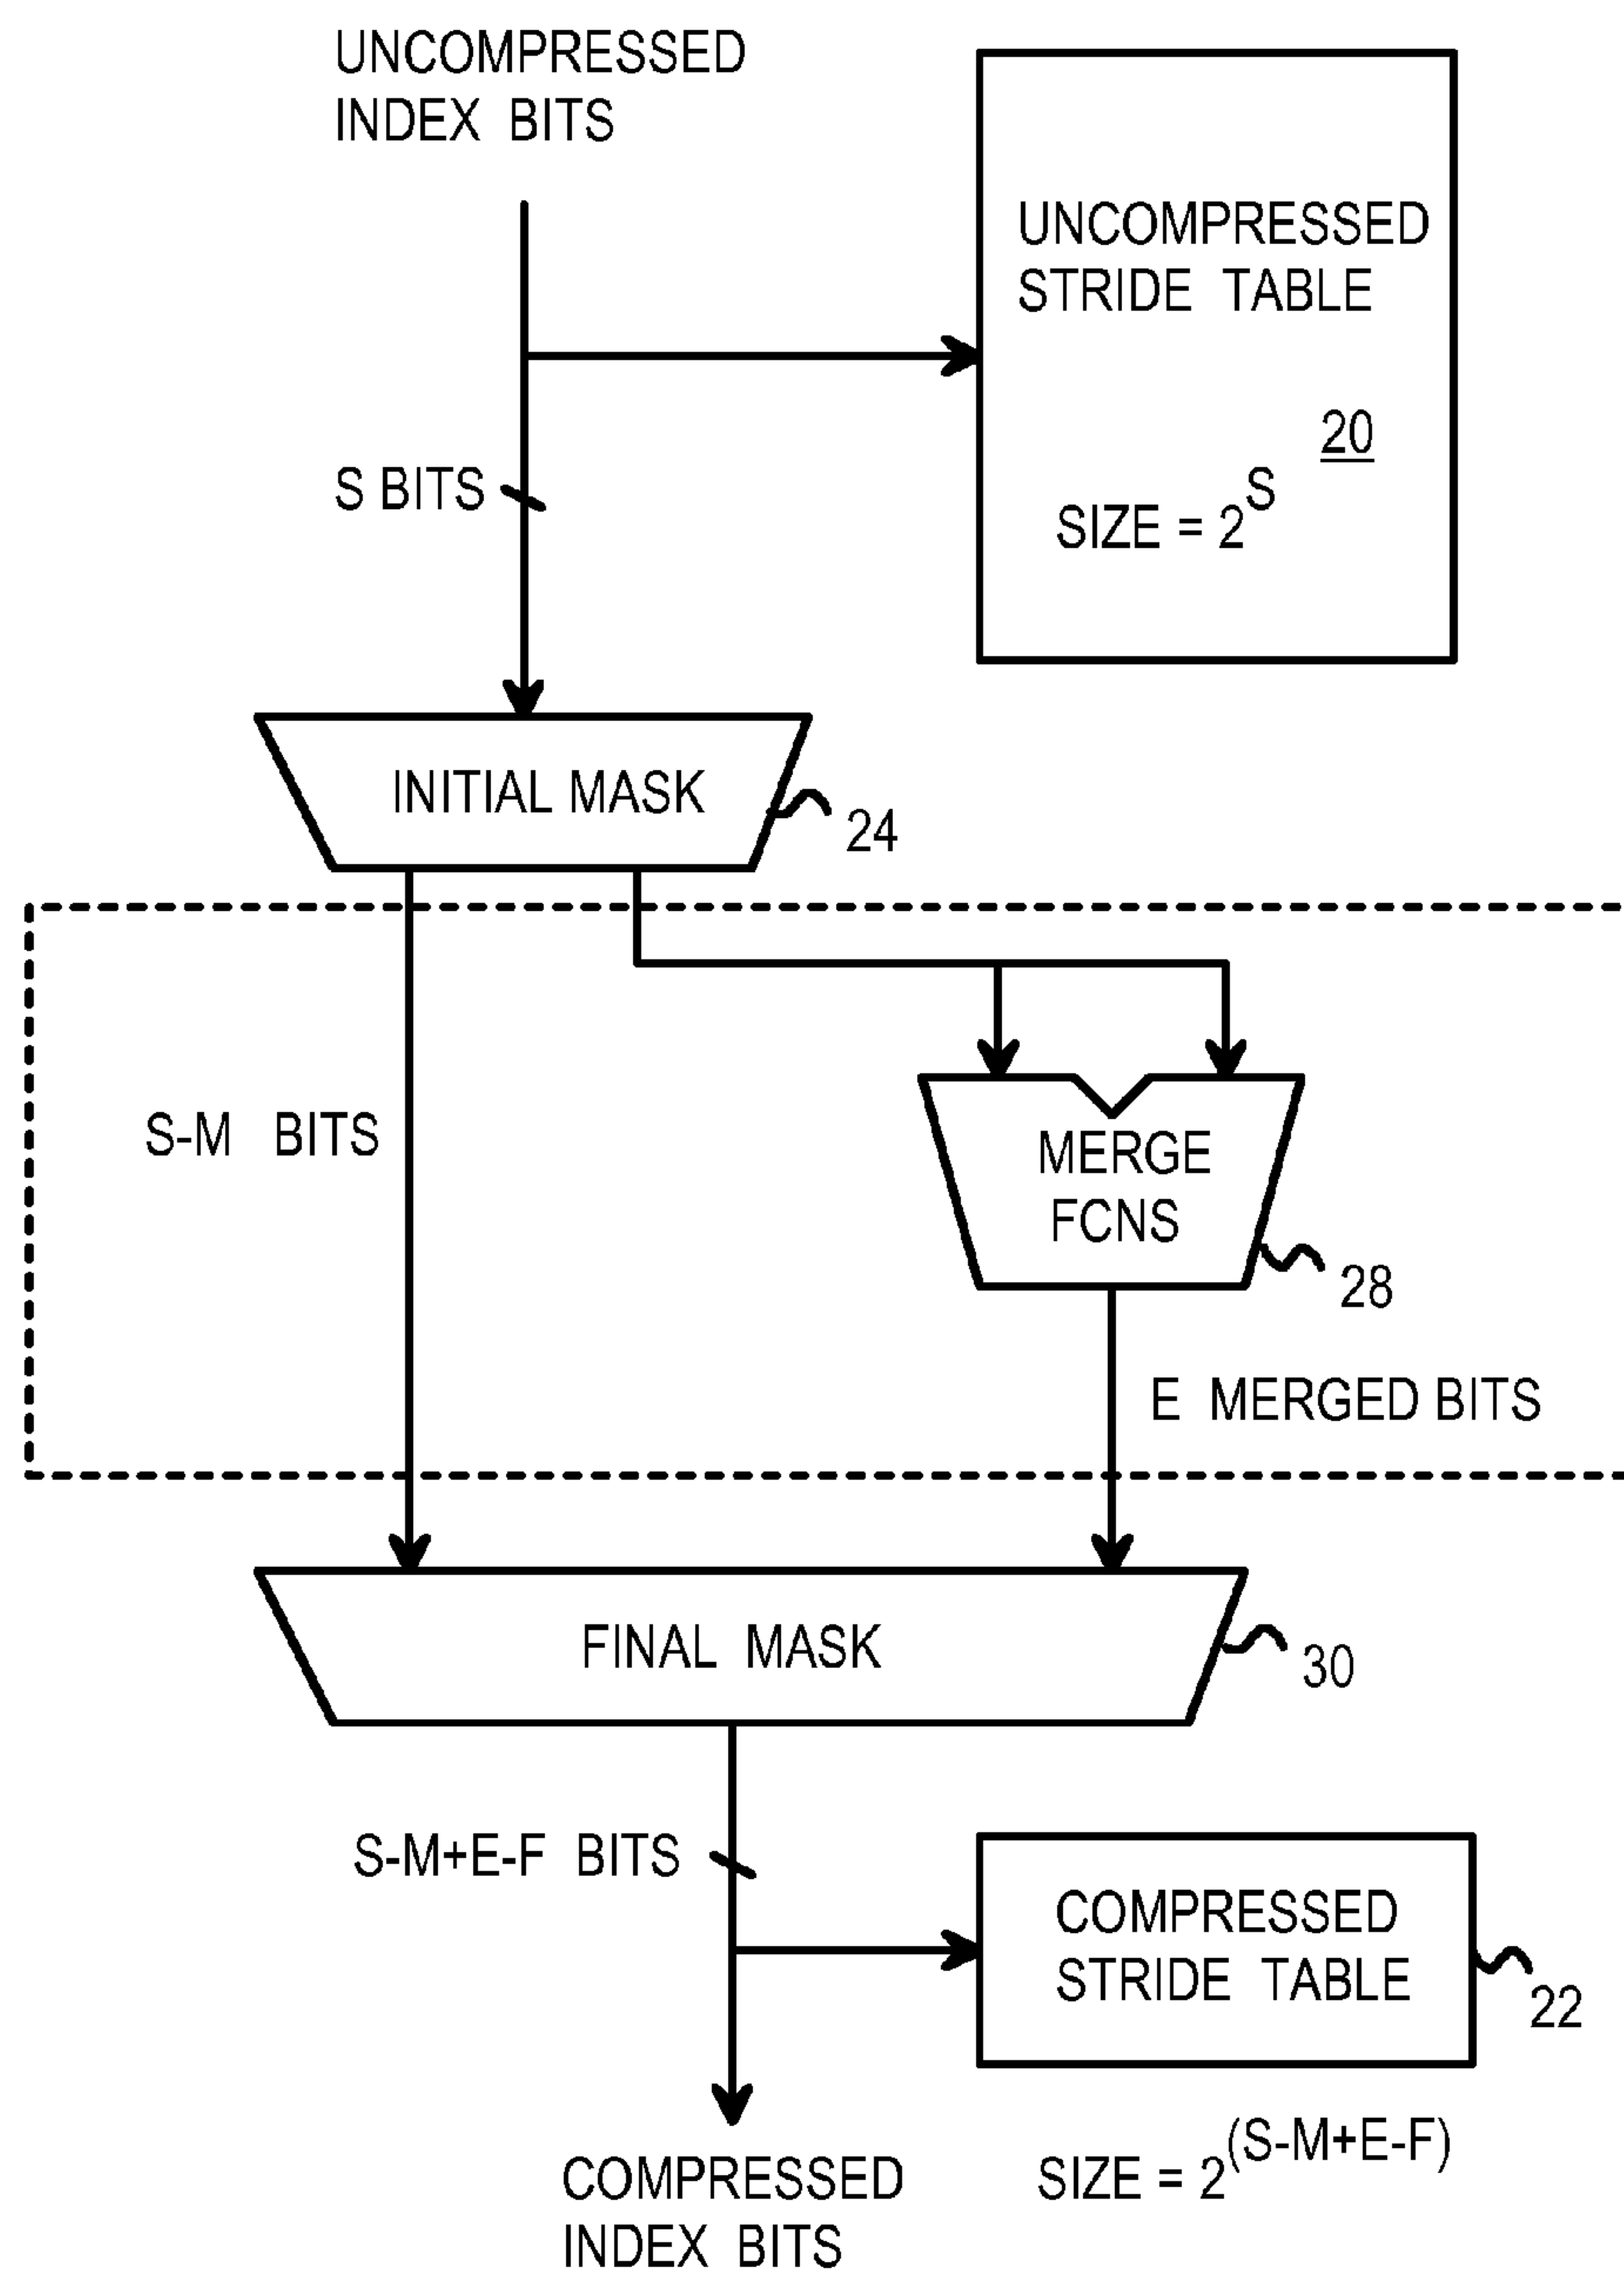 UNCOMPRESSED
INDEX BITS
UNCOMPRESSED
STRIDE TABLE
20
S BITS
SIZE = 2^S
INITIAL MASK
24
S-M BITS
MERGE
FCNS
28
E MERGED BITS
FINAL MASK
30
S-M+E-F BITS
COMPRESSED
STRIDE TABLE
22
SIZE = 2^(S-M+E-F)
COMPRESSED
INDEX BITS